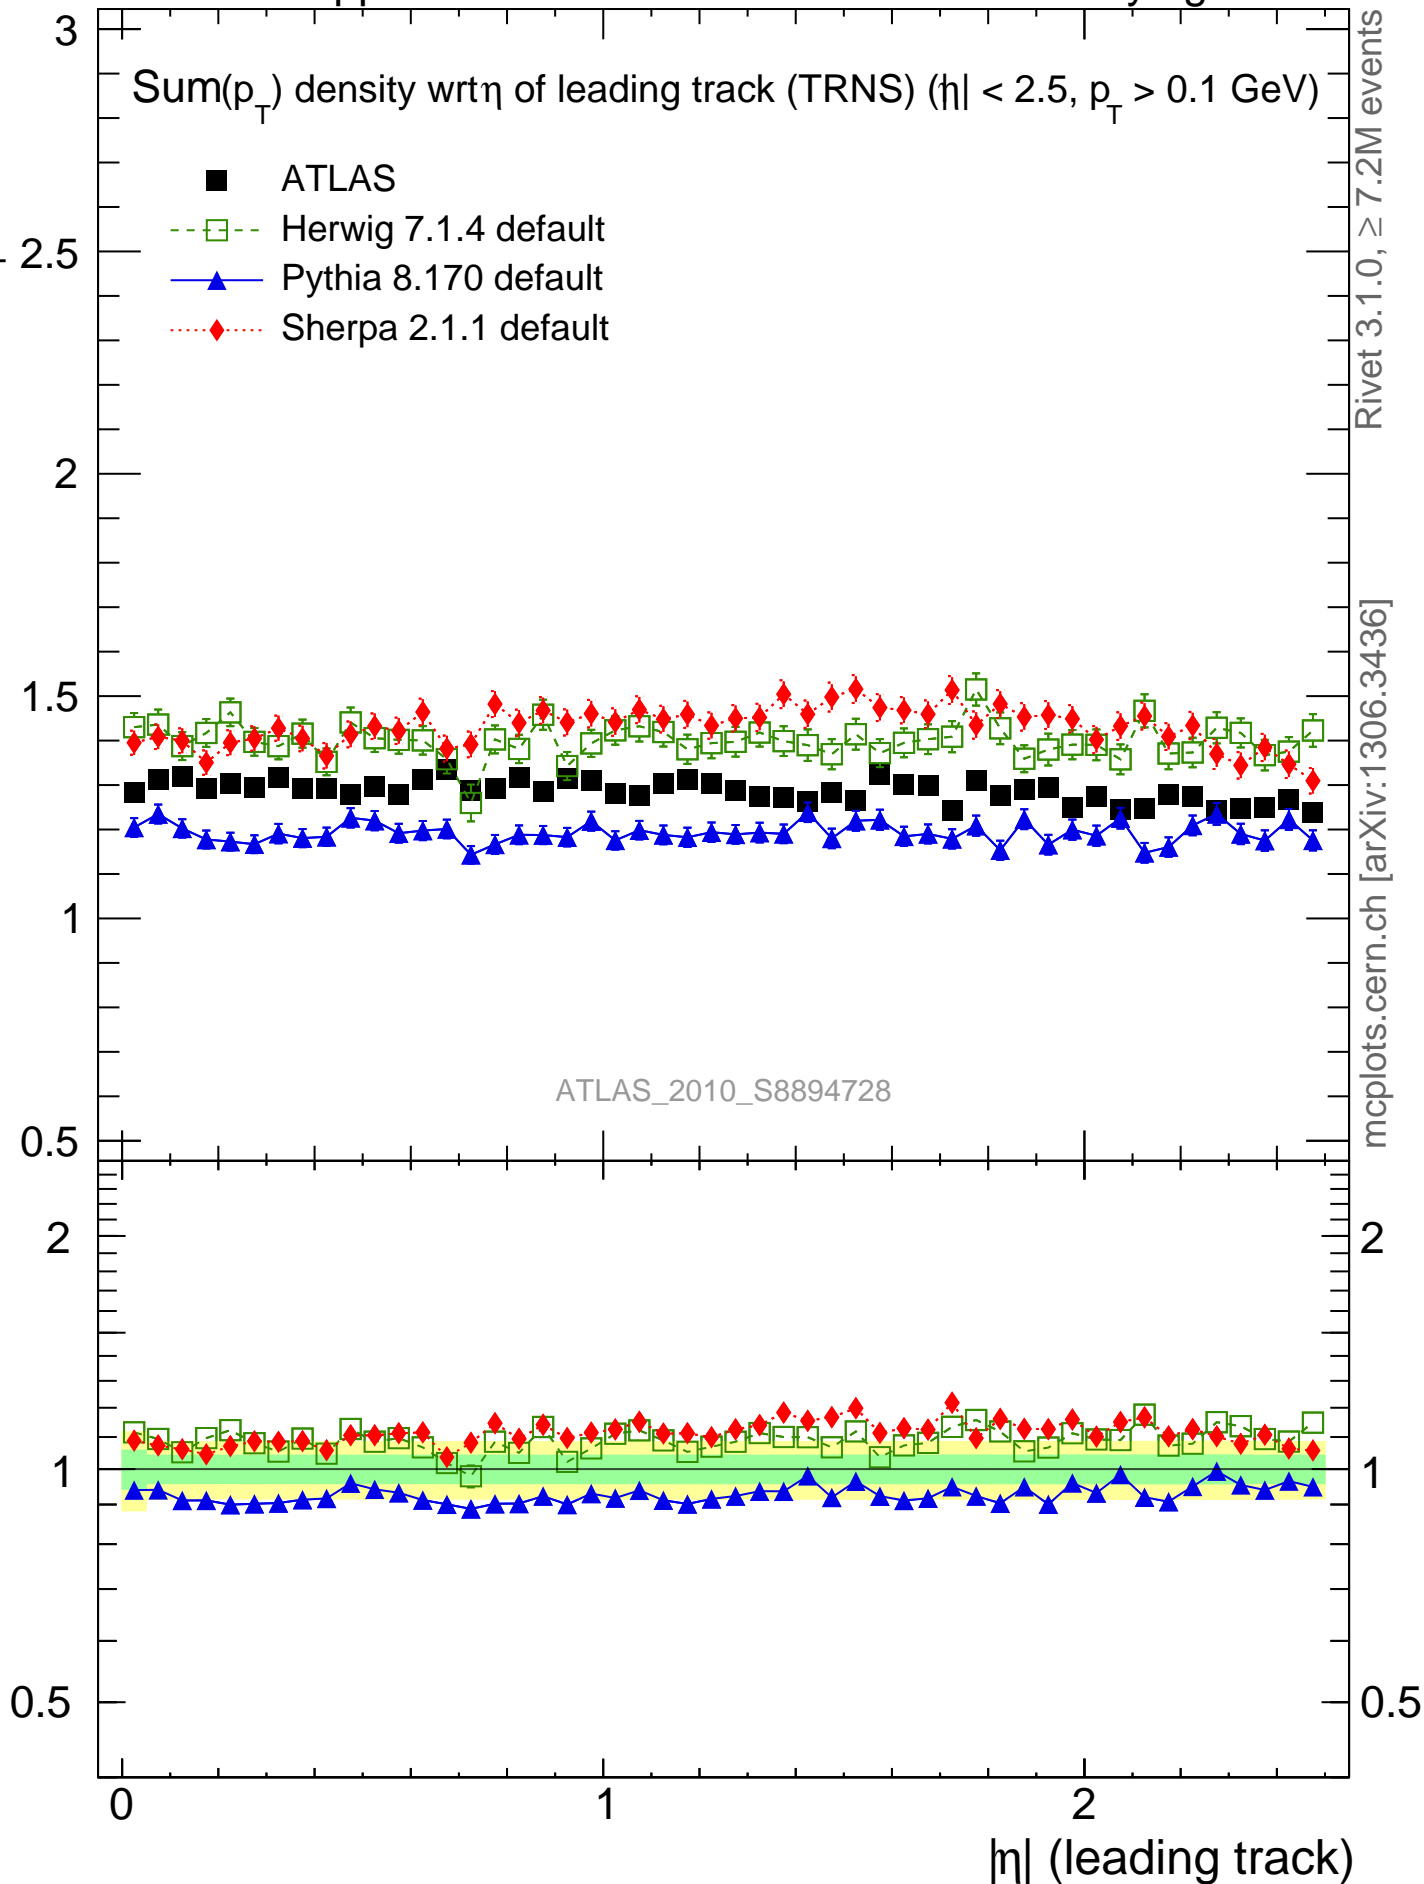 pp
Sum(p_T) density wrt η of leading track (TRNS) (|η| < 2.5, p_T > 0.1 GeV)
ATLAS
Herwig 7.1.4 default
Pythia 8.170 default
Sherpa 2.1.1 default
3
2.5
2
1.5
1
0.5
ATLAS_2010_S8894728
Rivet 3.1.0, ≥ 7.2M events
mcplots.cern.ch [arXiv:1306.3436]
2
1
0.5
2
1
0.5
0
1
2
|η| (leading track)